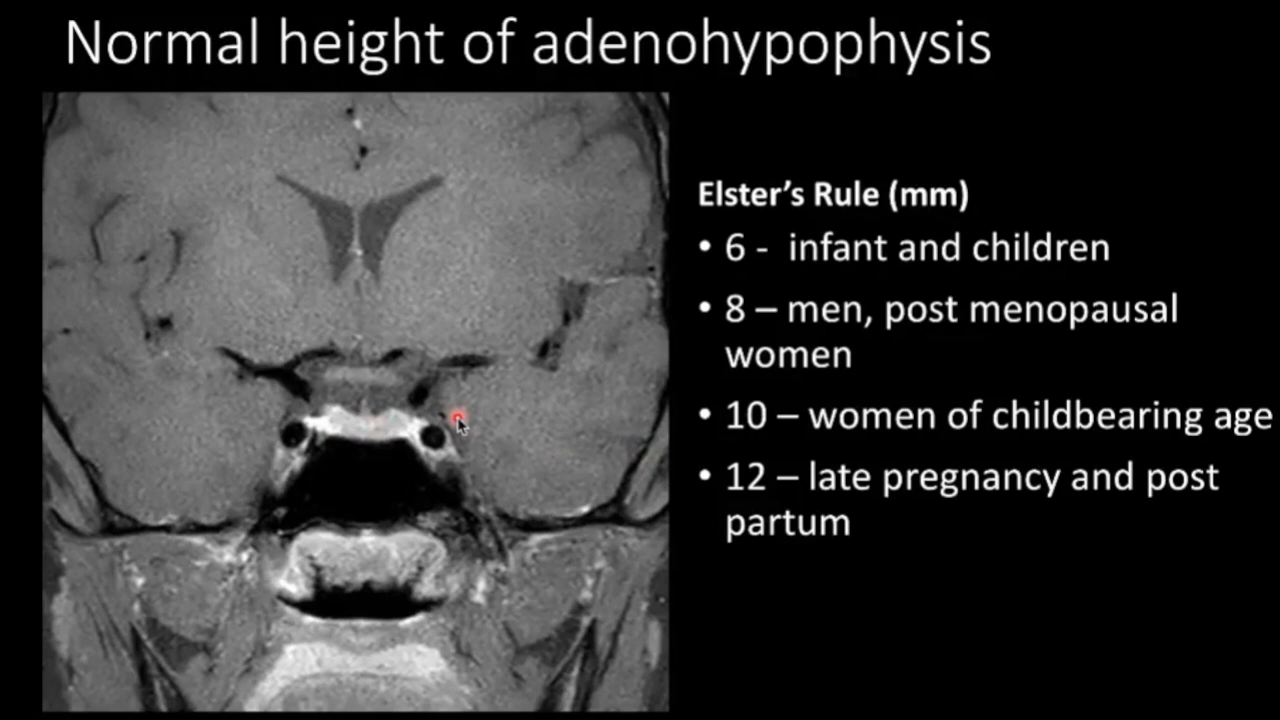 Normal height of adenohypophysis
Elster’s Rule (mm)
• 6 - infant and children
• 8 – men, post menopausal
women
• 10 – women of childbearing age
• 12 – late pregnancy and post
partum